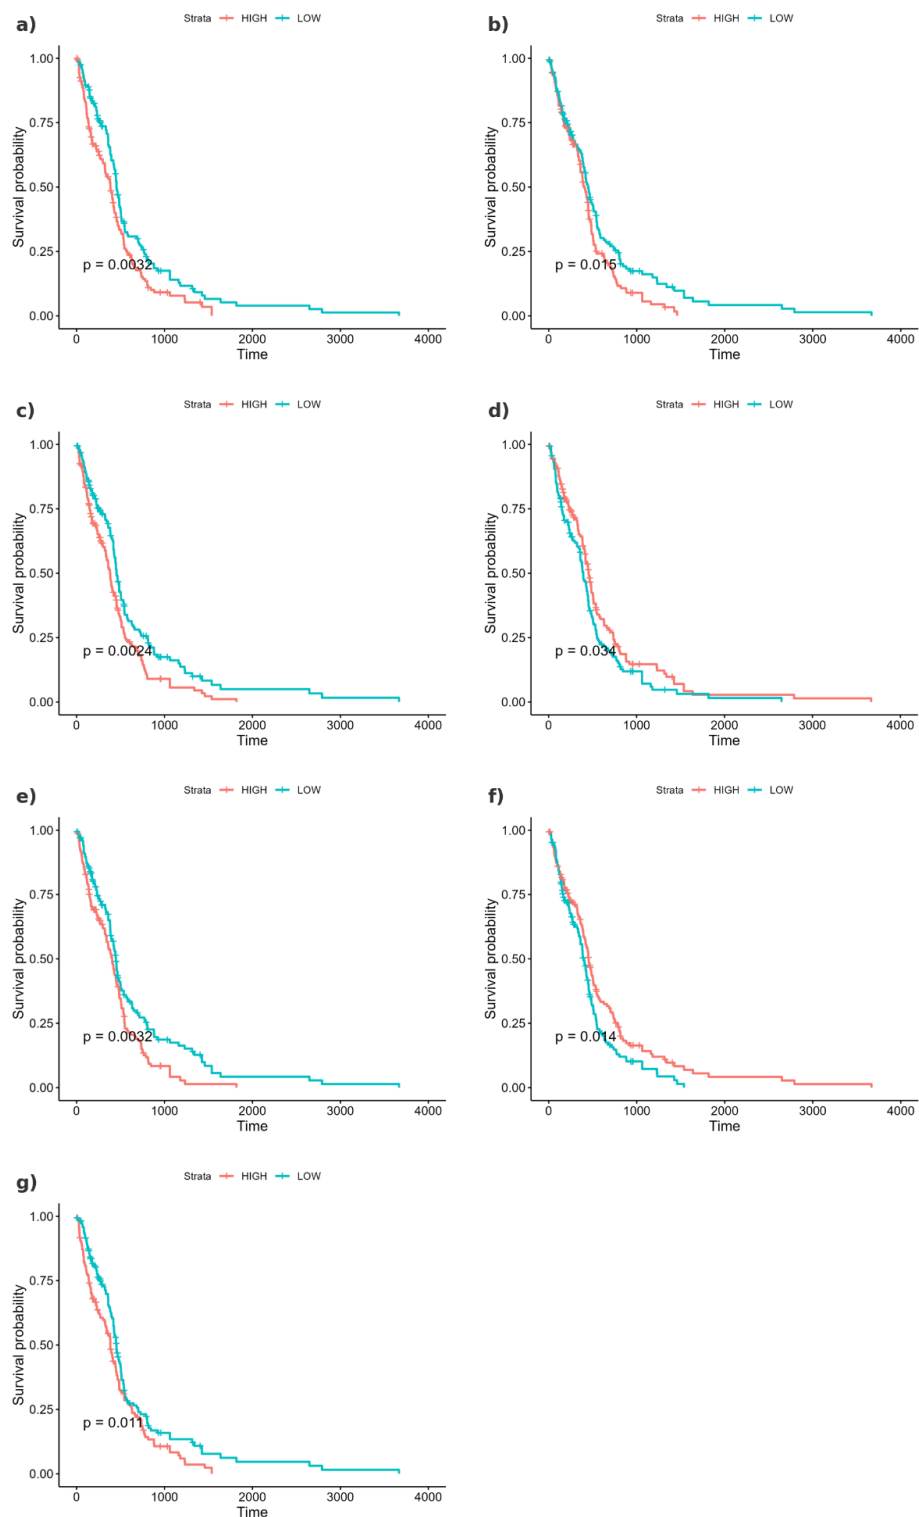 a)
Strata HIGH LOW
1.00
0.75
0.50
0.25
0.00
Survival probability
p = 0.0032
0 1000 2000 3000 4000
Time
b)
Strata HIGH LOW
1.00
0.75
0.50
0.25
0.00
Survival probability
p = 0.015
0 1000 2000 3000 4000
Time
c)
Strata HIGH LOW
1.00
0.75
0.50
0.25
0.00
Survival probability
p = 0.0024
0 1000 2000 3000 4000
Time
d)
Strata HIGH LOW
1.00
0.75
0.50
0.25
0.00
Survival probability
p = 0.034
0 1000 2000 3000 4000
Time
e)
Strata HIGH LOW
1.00
0.75
0.50
0.25
0.00
Survival probability
p = 0.0032
0 1000 2000 3000 4000
Time
f)
Strata HIGH LOW
1.00
0.75
0.50
0.25
0.00
Survival probability
p = 0.014
0 1000 2000 3000 4000
Time
g)
Strata HIGH LOW
1.00
0.75
0.50
0.25
0.00
Survival probability
p = 0.011
0 1000 2000 3000 4000
Time